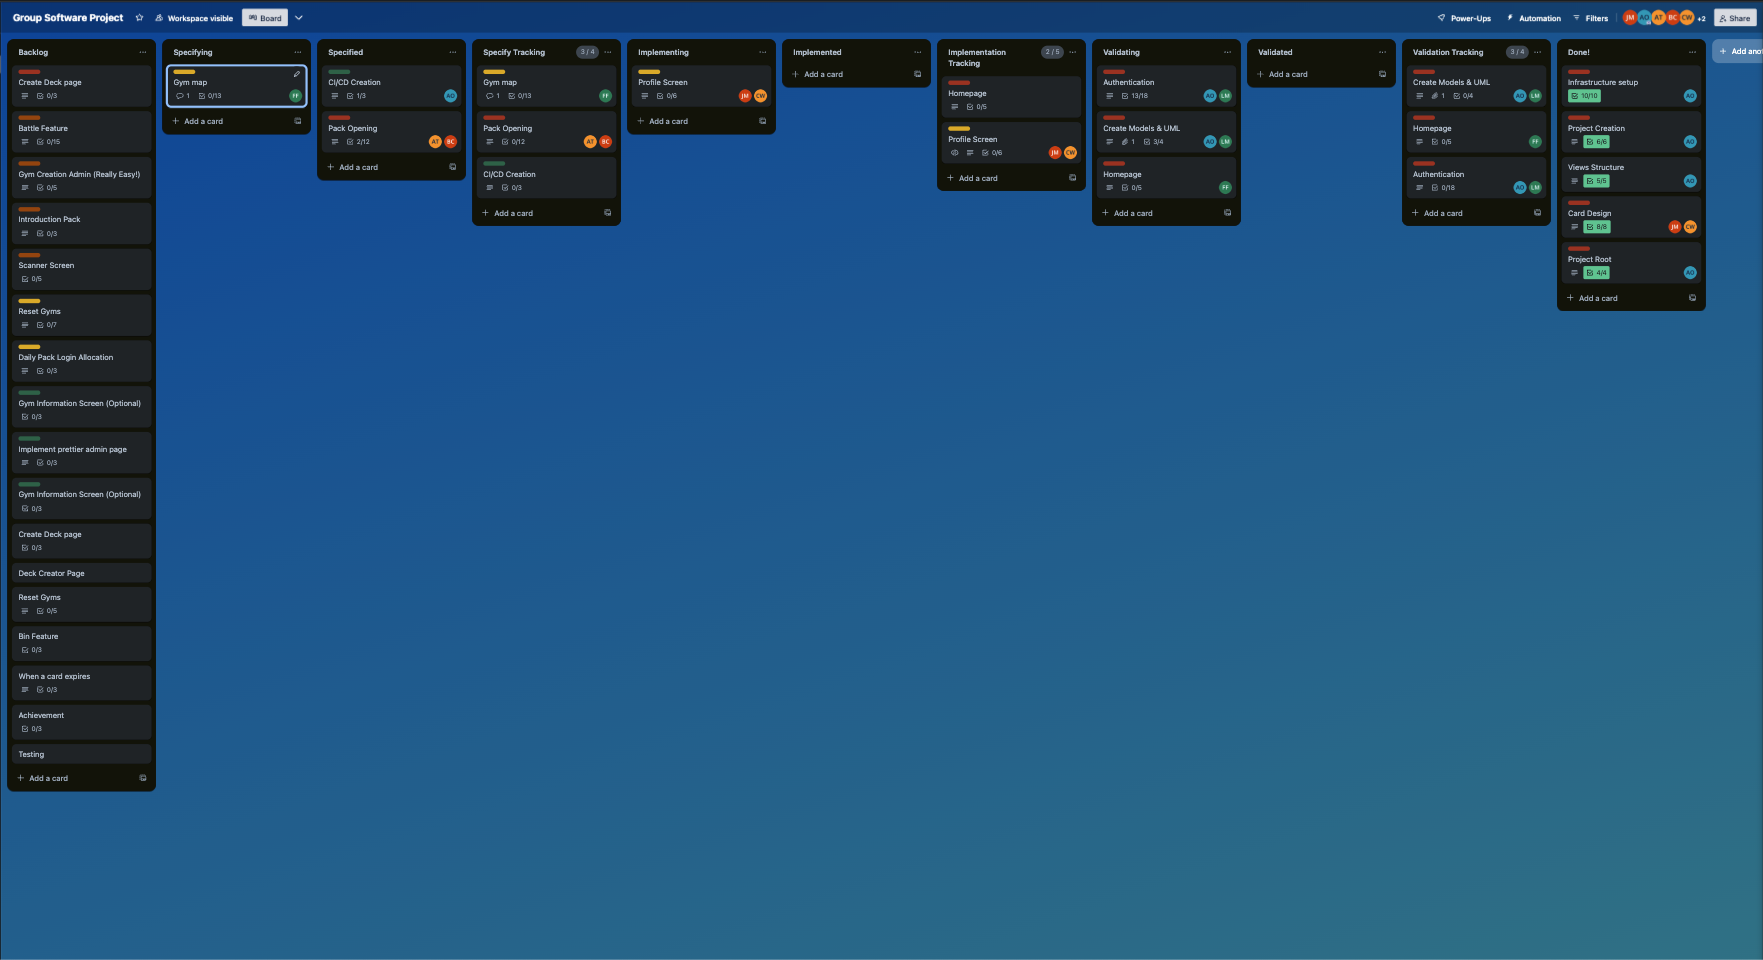 Group Software Project
Workspace visible
Board
Power-Ups
Automation
Filters
JM AO AT BC CW +2
Share
Backlog
Create Deck page
0/3
Battle Feature
0/15
Gym Creation Admin (Really Easy!)
0/5
Introduction Pack
0/3
Scanner Screen
0/5
Reset Gyms
0/7
Daily Pack Login Allocation
0/3
Gym Information Screen (Optional)
0/3
Implement prettier admin page
0/3
Gym Information Screen (Optional)
0/3
Create Deck page
0/3
Deck Creator Page
Reset Gyms
0/5
Bin Feature
0/3
When a card expires
0/3
Achievement
0/3
Testing
+ Add a card
Specifying
Gym map
1 0/13 FF
+ Add a card
Specified
CI/CD Creation
1/3 AO
Pack Opening
2/12 AT BC
+ Add a card
Specify Tracking 3 / 4
Gym map
1 0/13 FF
Pack Opening
0/12 AT BC
CI/CD Creation
0/3
+ Add a card
Implementing
Profile Screen
0/6 JM CW
+ Add a card
Implemented
+ Add a card
Implementation
Tracking
2 / 5
Homepage
0/5
Profile Screen
0/6 JM CW
+ Add a card
Validating
Authentication
13/18 AO LM
Create Models & UML
1 3/4 AO LM
Homepage
0/5 FF
+ Add a card
Validated
+ Add a card
Validation Tracking 3 / 4
Create Models & UML
1 0/4 AO LM
Homepage
0/5 FF
Authentication
0/18 AO LM
+ Add a card
Done!
Infrastructure setup
10/10 AO
Project Creation
6/6 AO
Views Structure
5/5 AO
Card Design
8/8 JM CW
Project Root
4/4 AO
+ Add a card
+ Add ano